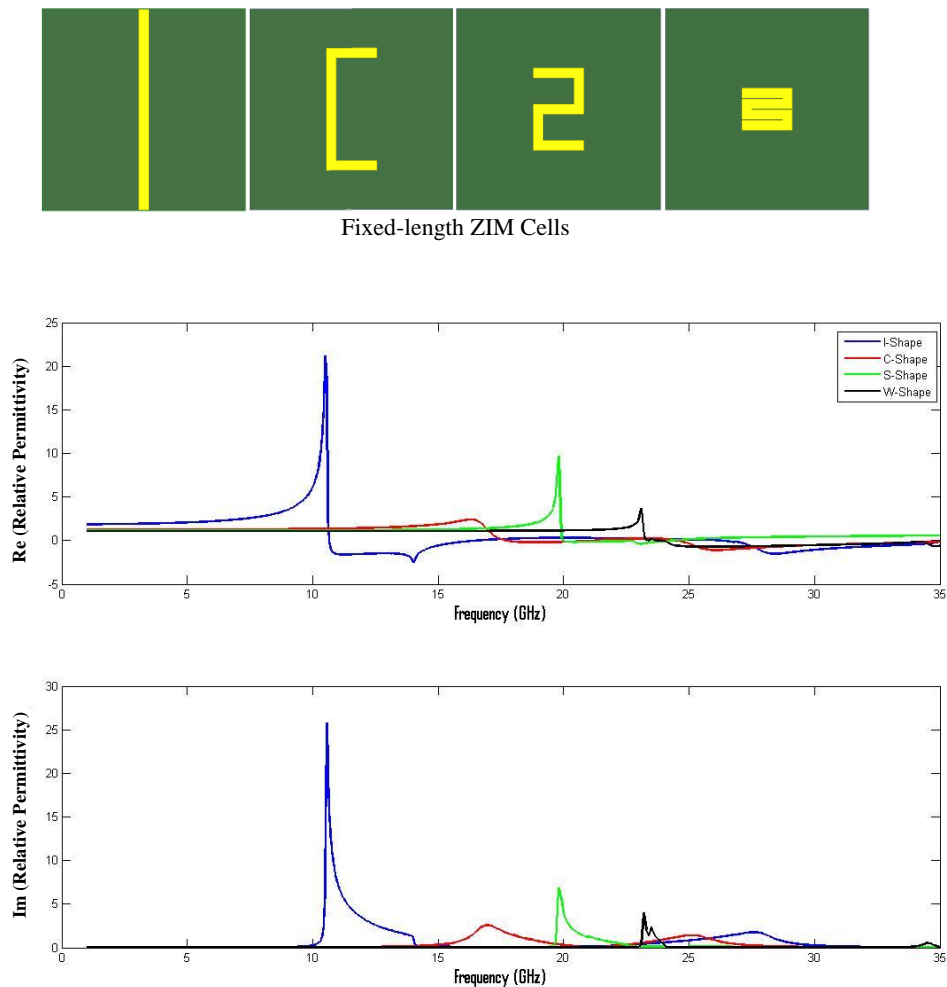 Fixed-length ZIM Cells
Re (Relative Permittivity)
25
20
15
10
5
0
-5
0 5 10 15 20 25 30 35
Frequency (GHz)
I-Shape
C-Shape
S-Shape
W-Shape
Im (Relative Permittivity)
30
25
20
15
10
5
0
0 5 10 15 20 25 30 35
Frequency (GHz)